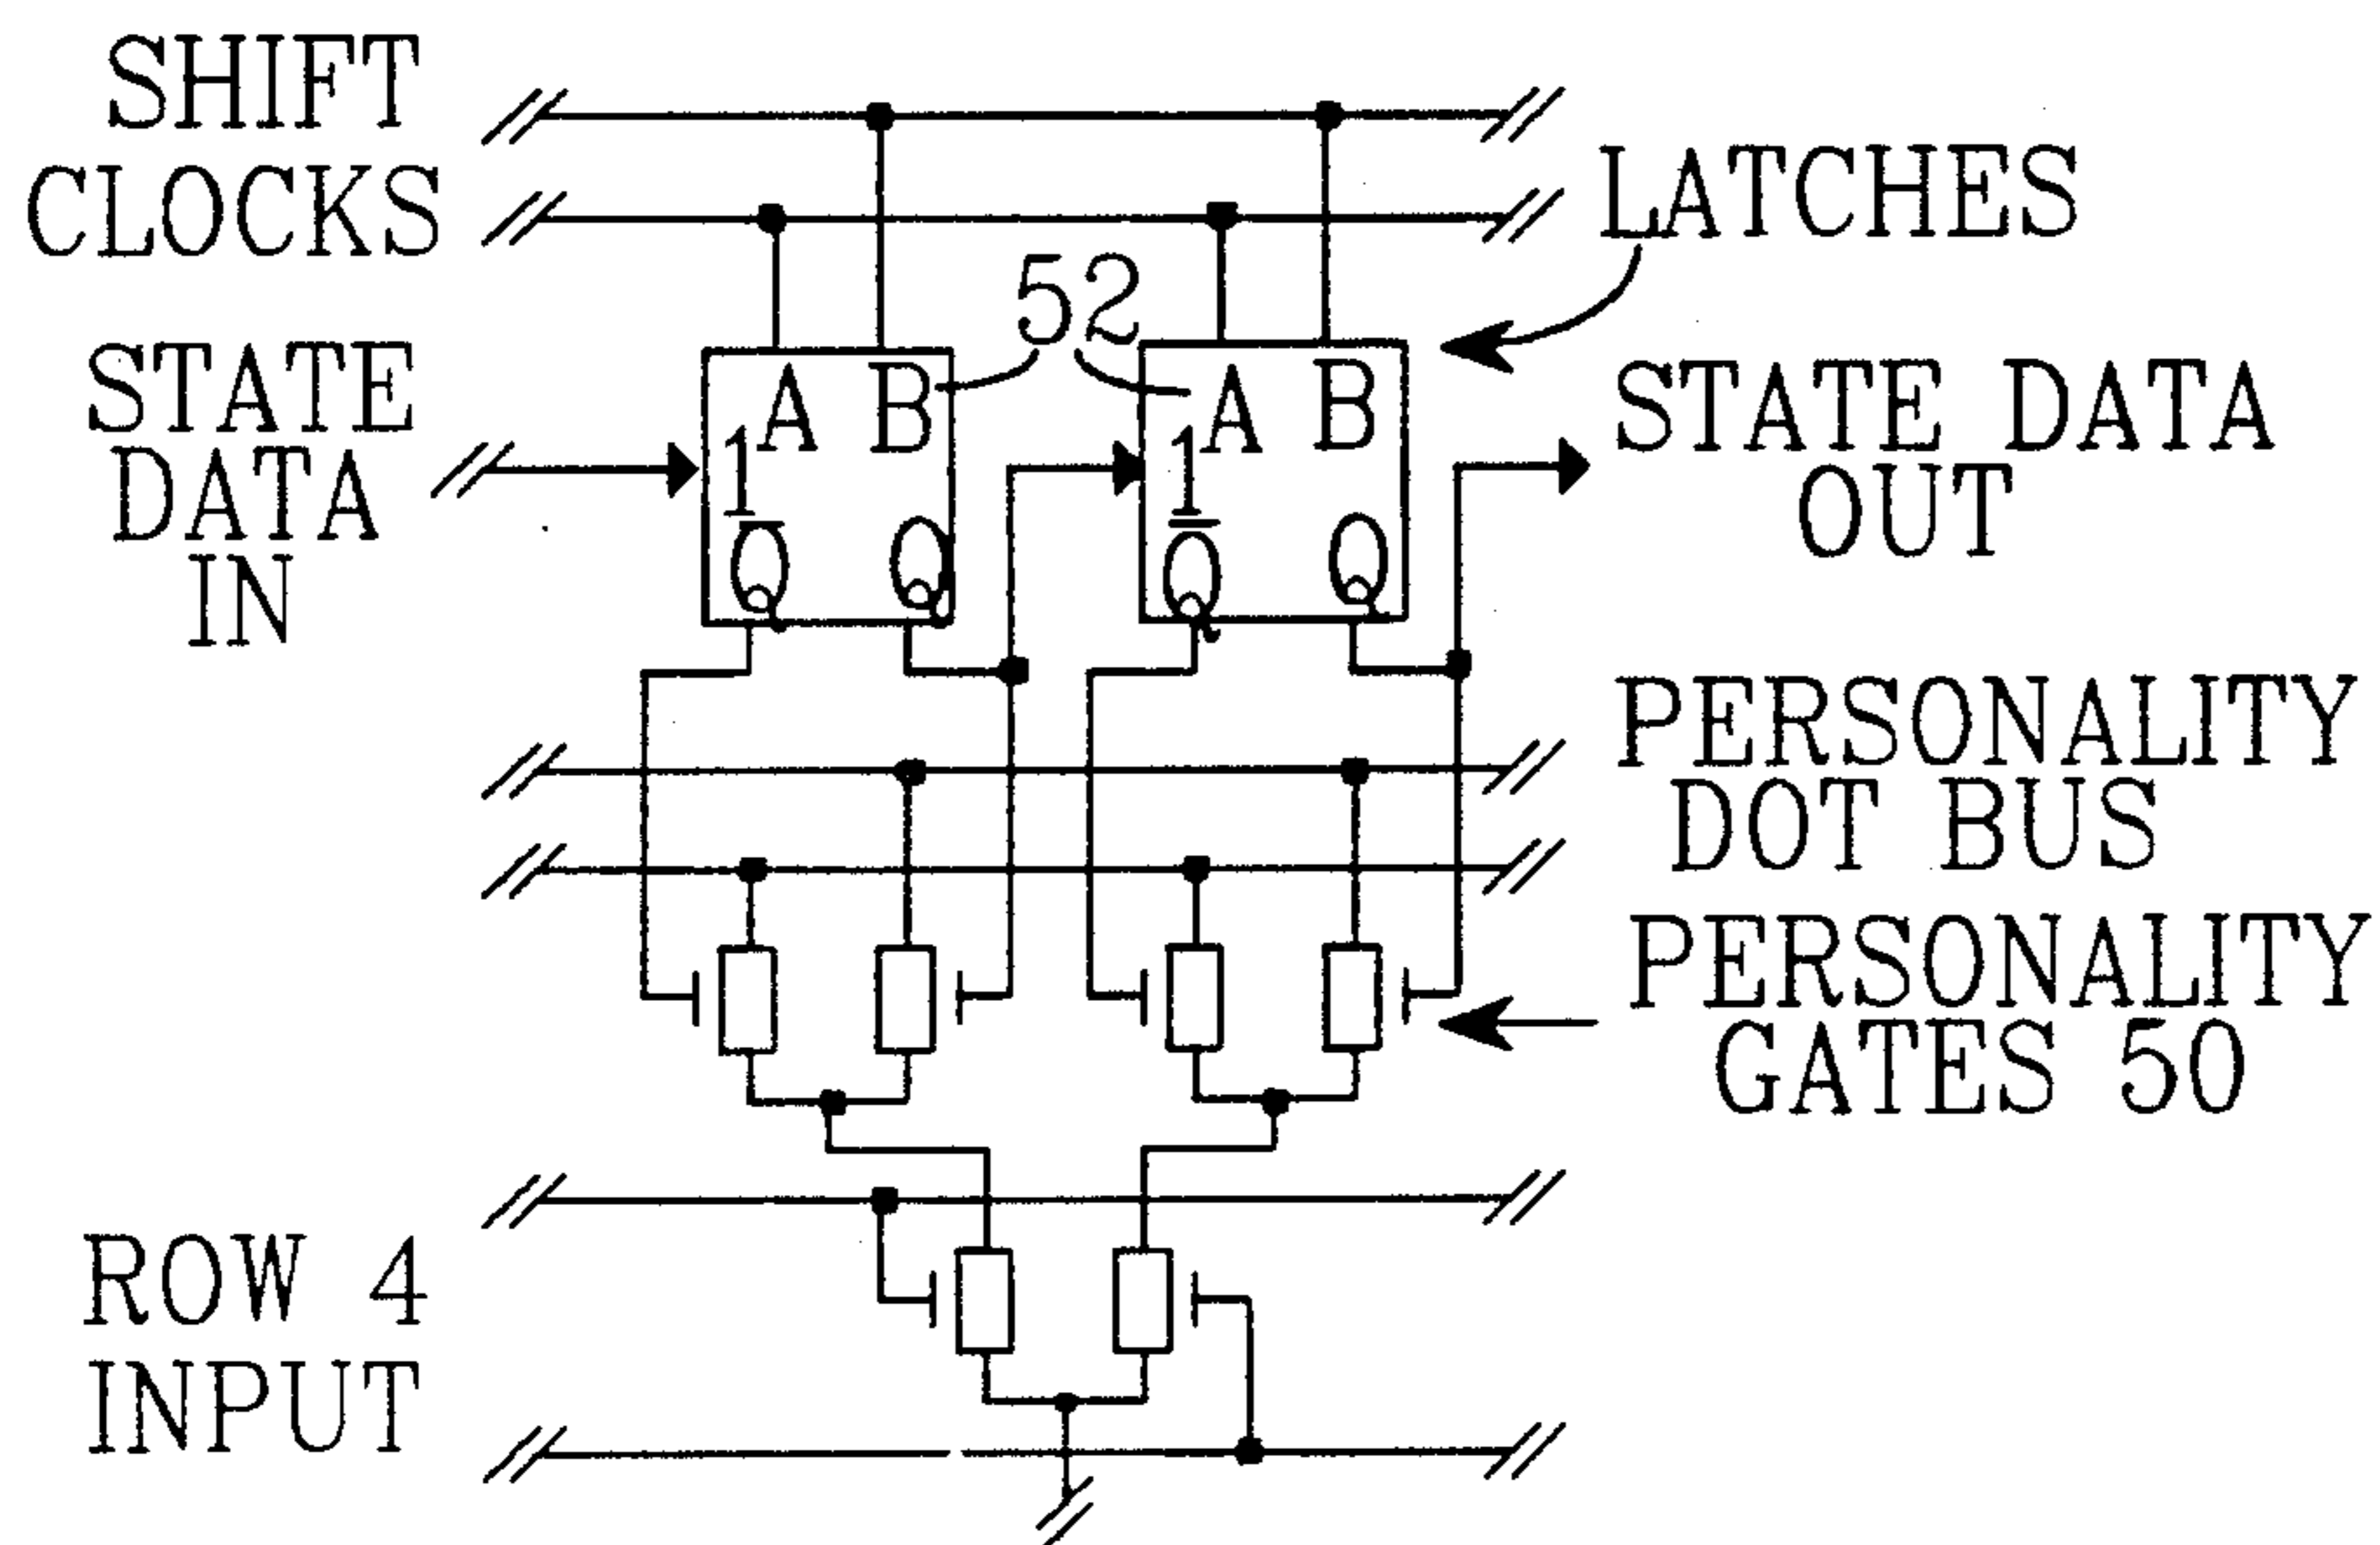 SHIFT
CLOCKS
LATCHES
52
STATE
DATA
IN
A B
1
Q̅ Q
A B
1
Q̅ Q
STATE DATA
OUT
PERSONALITY
DOT BUS
PERSONALITY
GATES 50
ROW 4
INPUT